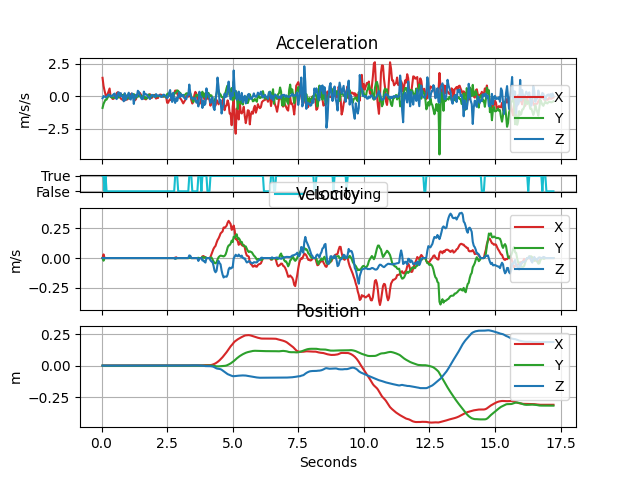 Acceleration
2.5
0.0
−2.5
m/s/s
X
Y
Z
True
False
Velocity
is moving
0.25
0.00
−0.25
m/s
X
Y
Z
Position
0.25
0.00
−0.25
m
X
Y
Z
0.0 2.5 5.0 7.5 10.0 12.5 15.0 17.5
Seconds